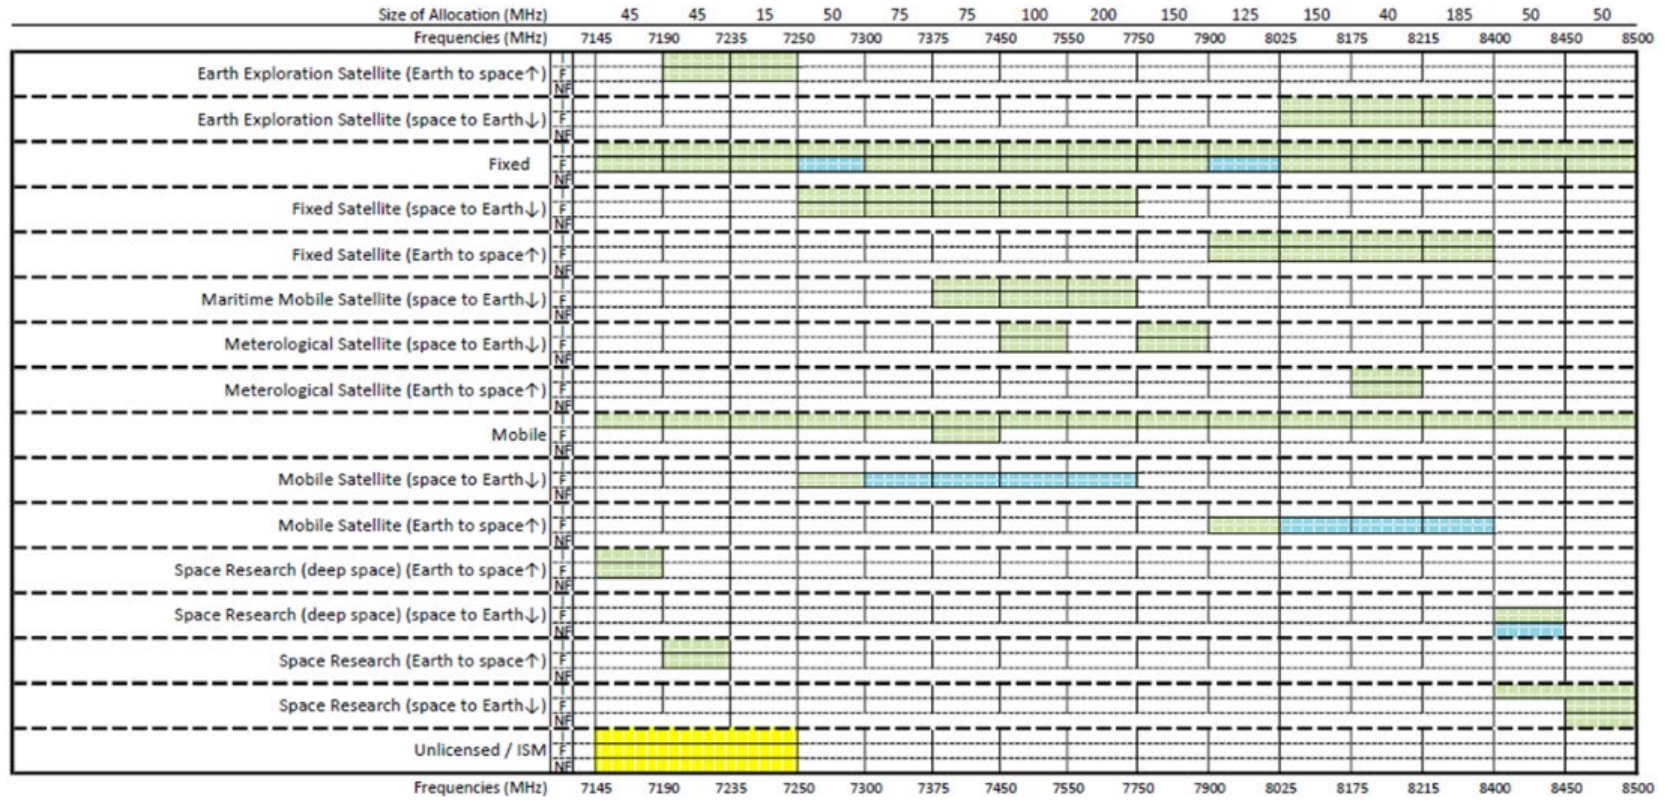 Size of Allocation (MHz) 45 45 15 50 75 75 100 200 150 125 150 40 185 50 50
Frequencies (MHz) 7145 7190 7235 7250 7300 7375 7450 7550 7750 7900 8025 8175 8215 8400 8450 8500
I
Earth Exploration Satellite (Earth to space↑) F
NF
I
Earth Exploration Satellite (space to Earth↓) F
NF
I
Fixed F
NF
I
Fixed Satellite (space to Earth↓) F
NF
I
Fixed Satellite (Earth to space↑) F
NF
I
Maritime Mobile Satellite (space to Earth↓) F
NF
I
Meterological Satellite (space to Earth↓) F
NF
I
Meterological Satellite (Earth to space↑) F
NF
I
Mobile F
NF
I
Mobile Satellite (space to Earth↓) F
NF
I
Mobile Satellite (Earth to space↑) F
NF
I
Space Research (deep space) (Earth to space↑) F
NF
I
Space Research (deep space) (space to Earth↓) F
NF
I
Space Research (Earth to space↑) F
NF
I
Space Research (space to Earth↓) F
NF
I
Unlicensed / ISM F
NF
Frequencies (MHz) 7145 7190 7235 7250 7300 7375 7450 7550 7750 7900 8025 8175 8215 8400 8450 8500